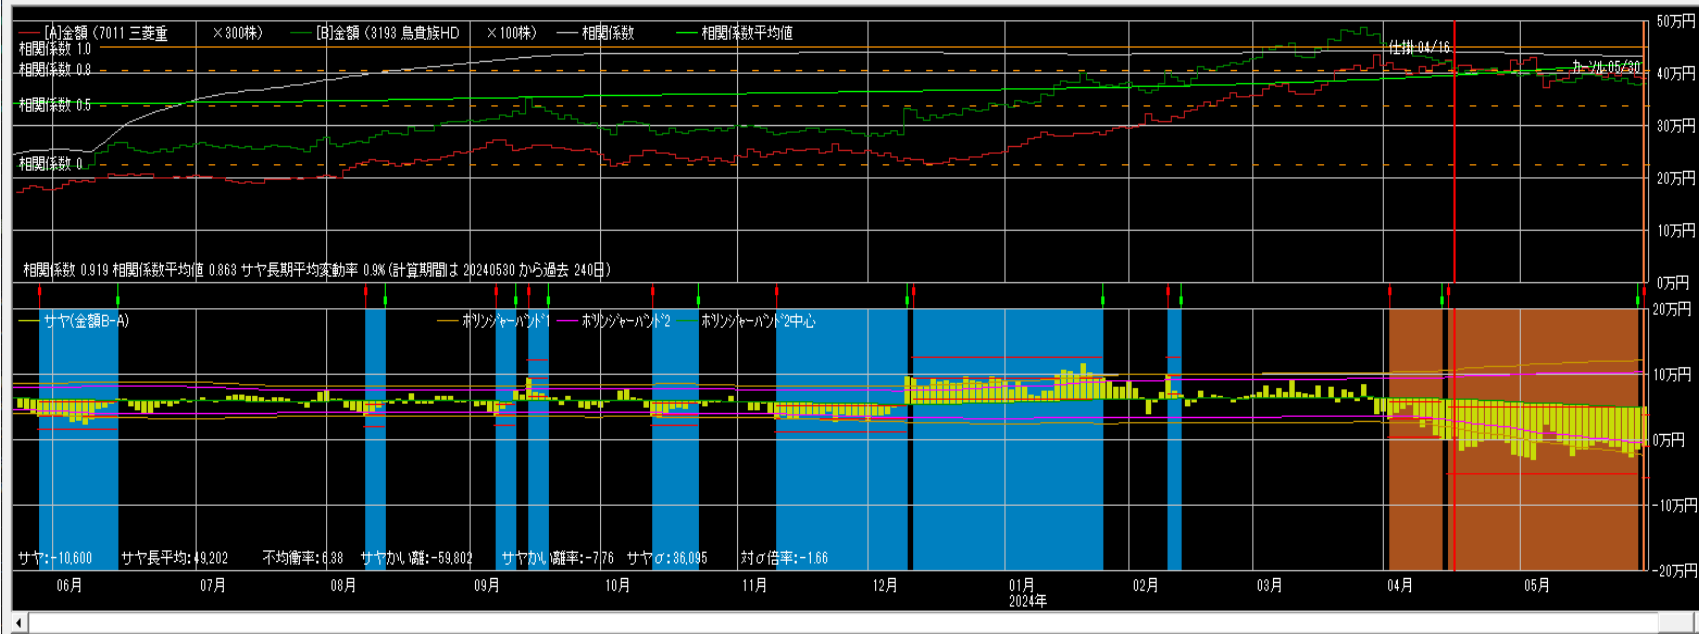 [A]金額 (7011 三菱重 ×300株) [B]金額 (3193 鳥貴族HD ×100株) 相関係数 相関係数平均値
50万円
相関係数 1.0
仕掛 04/16
相関係数 0.8
カーソル 05/30
40万円
相関係数 0.5
30万円
相関係数 0
20万円
10万円
相関係数 0.919 相関係数平均値 0.863 サヤ長期平均変動率 0.9% (計算期間は 20240530 から過去 240日)
0万円
20万円
サヤ(金額B-A) ボリンジャーバンド1 ボリンジャーバンド2 ボリンジャーバンド2中心
10万円
0万円
-10万円
サヤ:-10,600 サヤ長平均:49,202 不均衡率:6.38 サヤかい離:-59,802 サヤかい離率:-7.76 サヤσ:36,095 対σ倍率:-1.66
-20万円
06月 07月 08月 09月 10月 11月 12月 01月 02月 03月 04月 05月
2024年